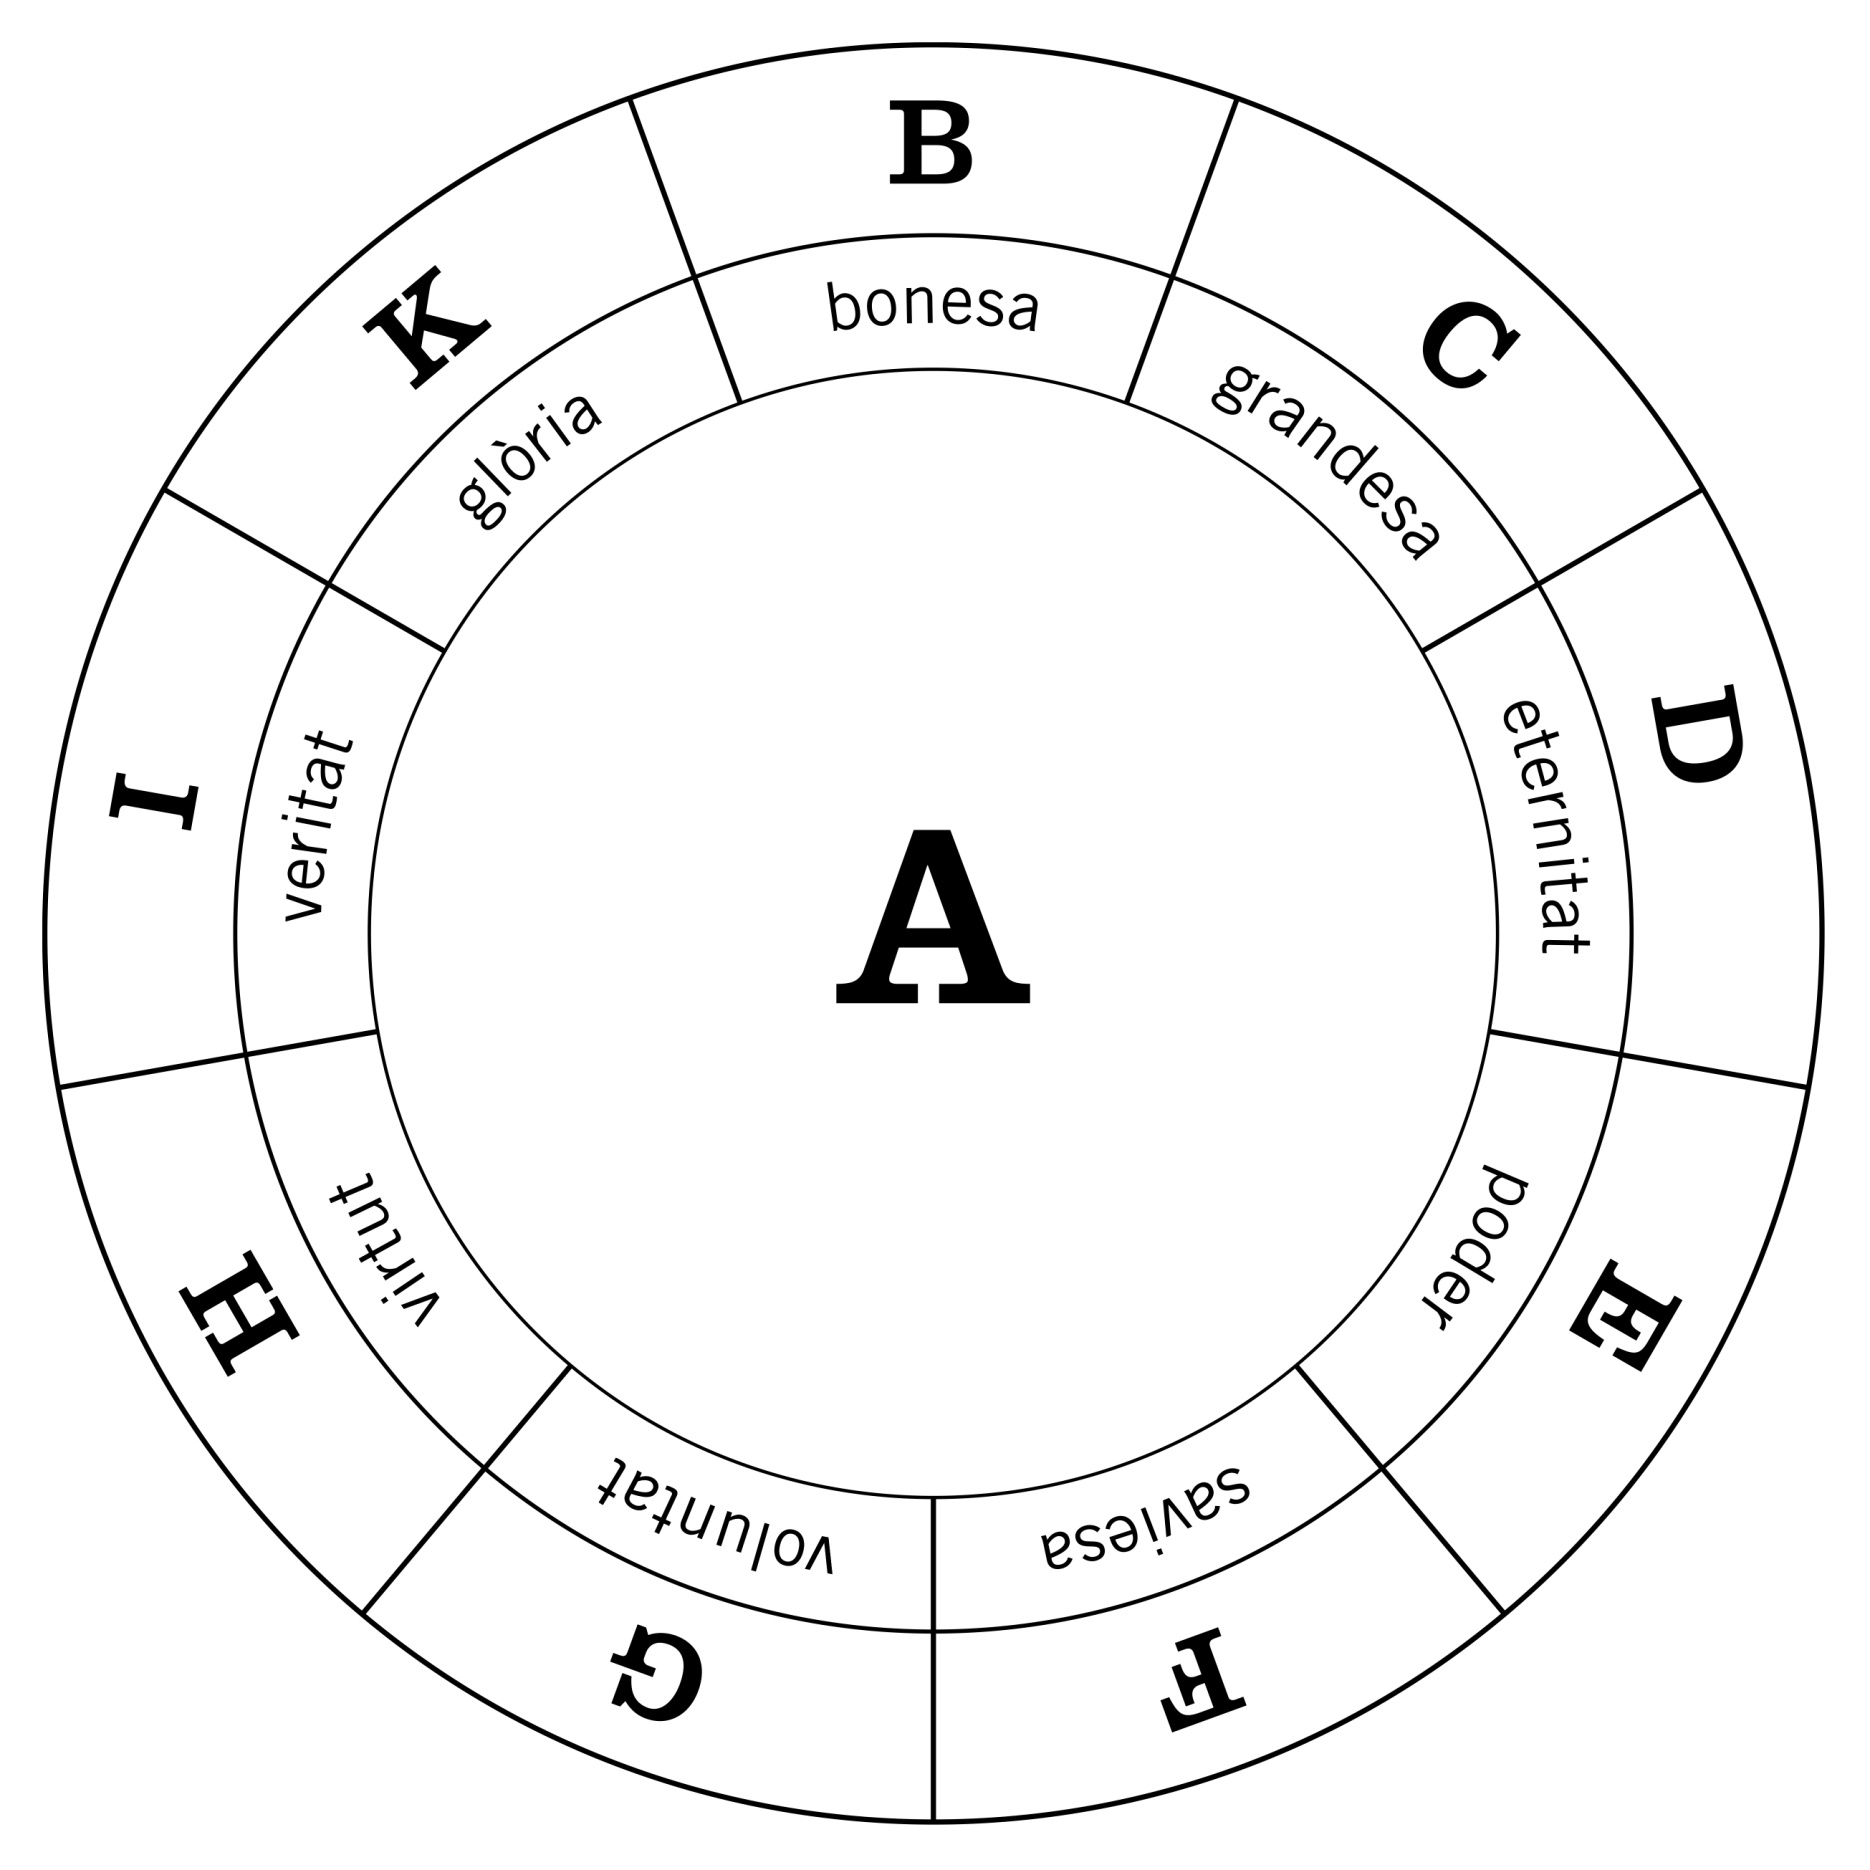 B
bonesa
C
grandesa
D
eternitat
E
poder
F
saviesa
G
voluntat
H
virtut
I
veritat
K
glòria
A